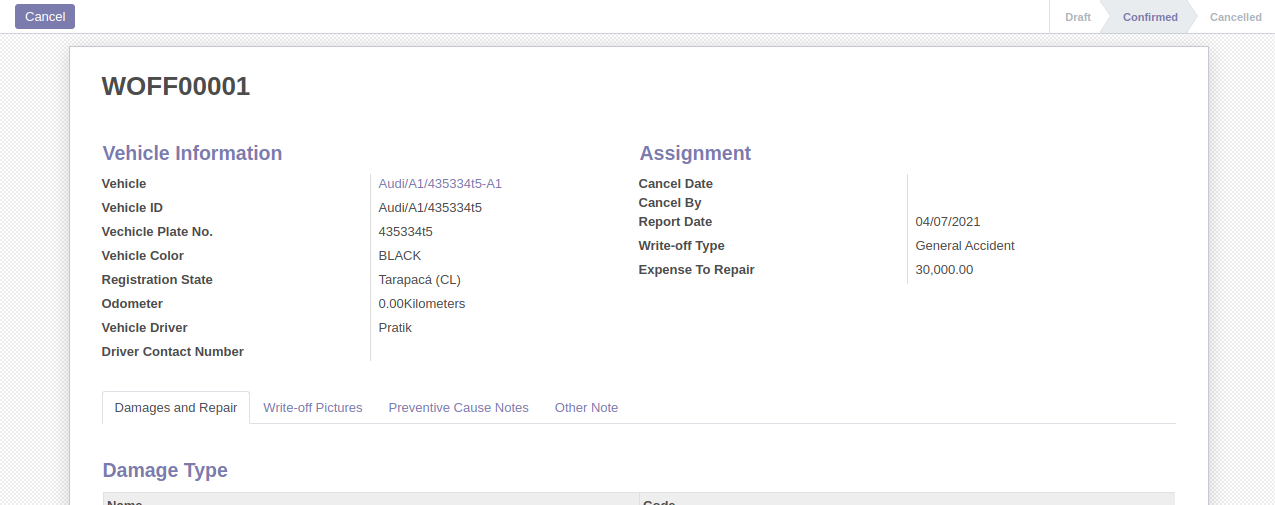 Cancel
Draft
Confirmed
Cancelled
WOFF00001
Vehicle Information
Vehicle Audi/A1/435334t5-A1
Vehicle ID Audi/A1/435334t5
Vechicle Plate No. 435334t5
Vehicle Color BLACK
Registration State Tarapacá (CL)
Odometer 0.00Kilometers
Vehicle Driver Pratik
Driver Contact Number
Assignment
Cancel Date
Cancel By
Report Date 04/07/2021
Write-off Type General Accident
Expense To Repair 30,000.00
Damages and Repair
Write-off Pictures
Preventive Cause Notes
Other Note
Damage Type
Name Code